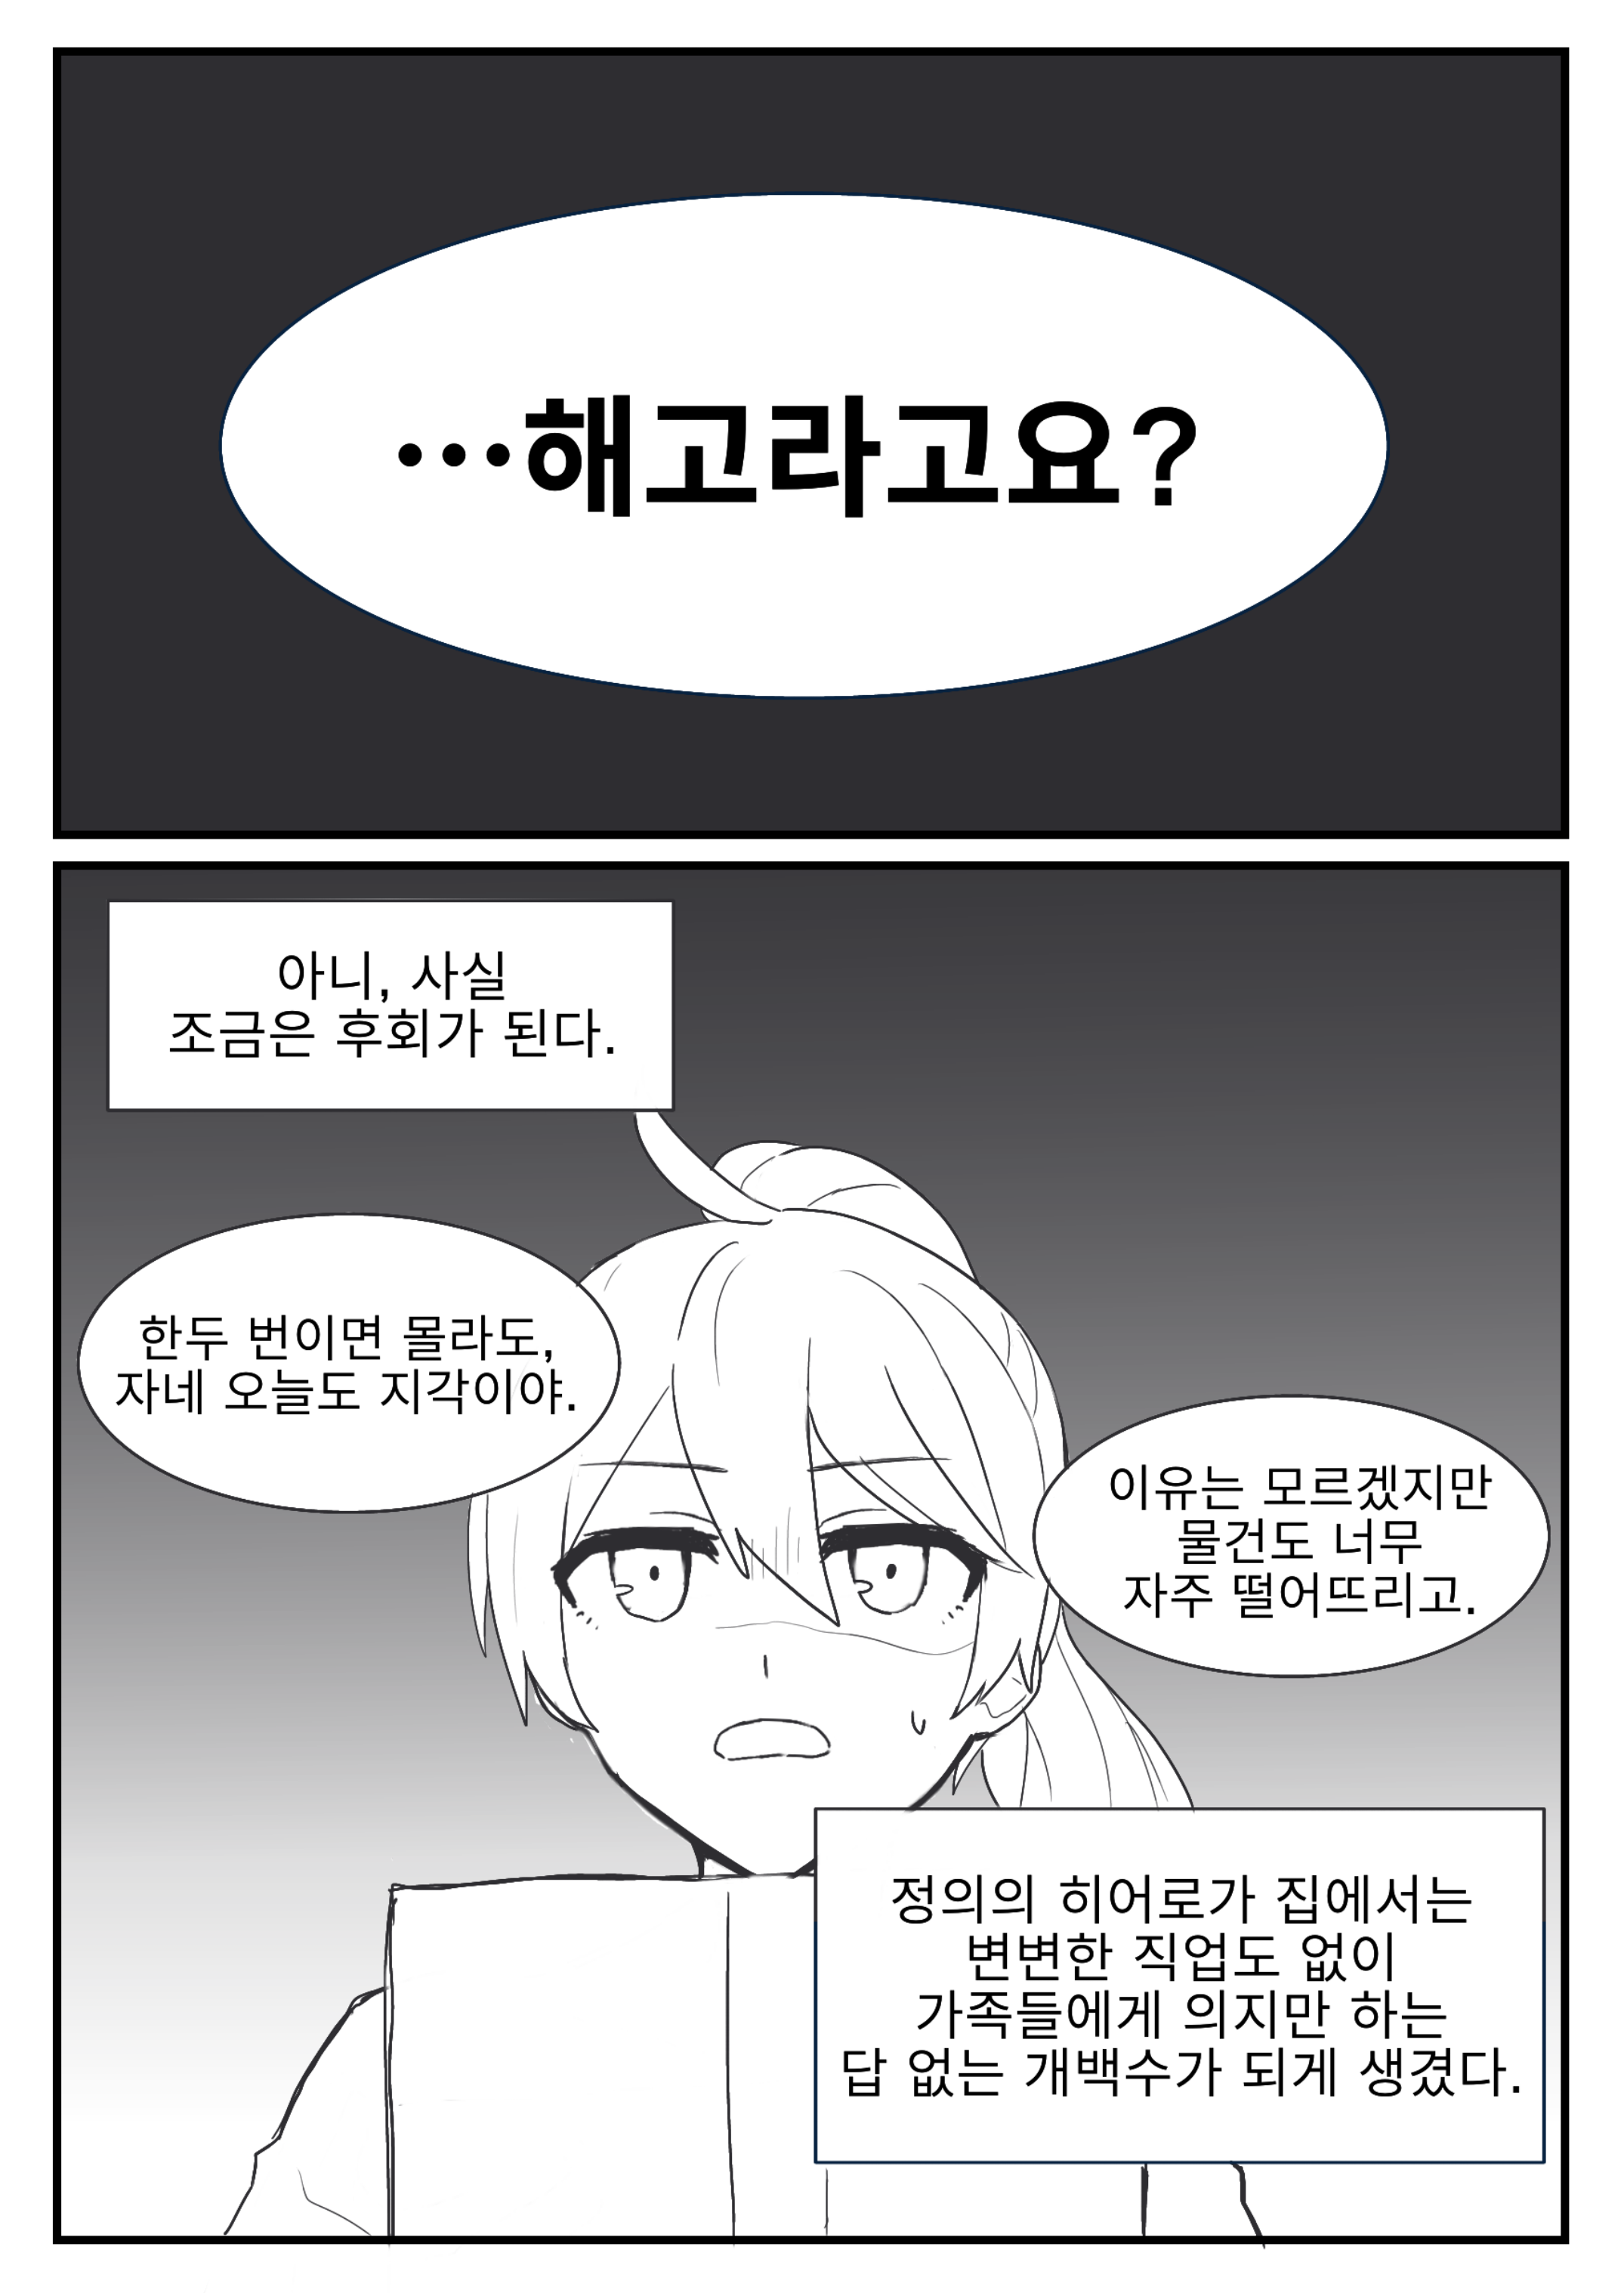 …해고라고요?
아니, 사실
조금은 후회가 된다.
한두 번이면 몰라도,
자네 오늘도 지각이야.
이유는 모르겠지만
물건도 너무
자주 떨어뜨리고.
정의의 히어로가 집에서는
변변한 직업도 없이
가족들에게 의지만 하는
답 없는 개백수가 되게 생겼다.